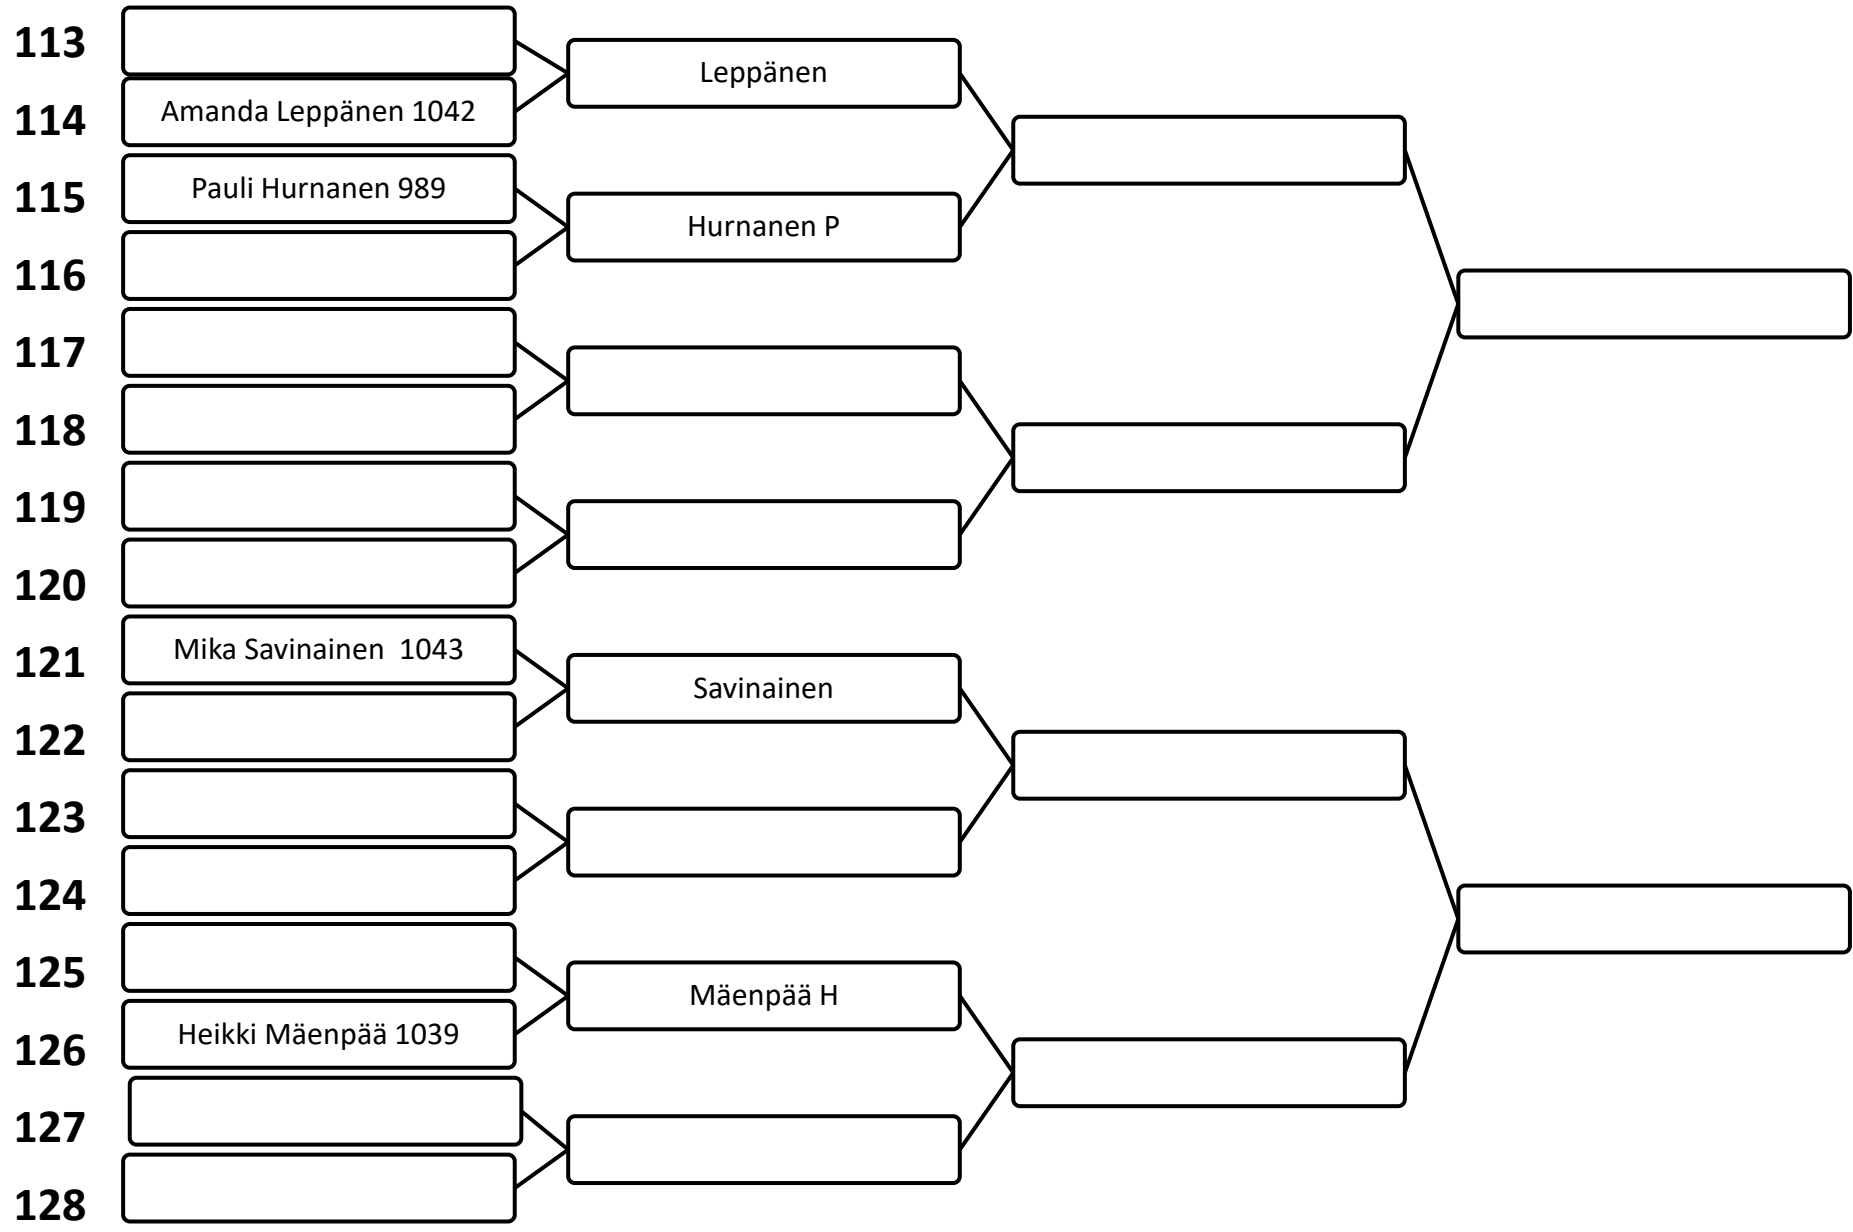 113
Leppänen
114 Amanda Leppänen 1042
115 Pauli Hurnanen 989
Hurnanen P
116
117
118
119
120
121 Mika Savinainen  1043
Savinainen
122
123
124
125
Mäenpää H
126 Heikki Mäenpää 1039
127
128